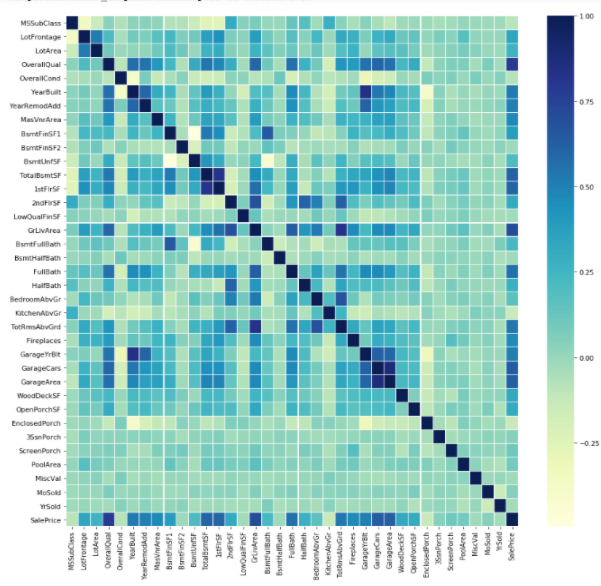 MSSubClass
LotFrontage
LotArea
OverallQual
OverallCond
YearBuilt
YearRemodAdd
MasVnrArea
BsmtFinSF1
BsmtFinSF2
BsmtUnfSF
TotalBsmtSF
1stFlrSF
2ndFlrSF
LowQualFinSF
GrLivArea
BsmtFullBath
BsmtHalfBath
FullBath
HalfBath
BedroomAbvGr
KitchenAbvGr
TotRmsAbvGrd
Fireplaces
GarageYrBlt
GarageCars
GarageArea
WoodDeckSF
OpenPorchSF
EnclosedPorch
3SsnPorch
ScreenPorch
PoolArea
MiscVal
MoSold
YrSold
SalePrice
MSSubClass
LotFrontage
LotArea
OverallQual
OverallCond
YearBuilt
YearRemodAdd
MasVnrArea
BsmtFinSF1
BsmtFinSF2
BsmtUnfSF
TotalBsmtSF
1stFlrSF
2ndFlrSF
LowQualFinSF
GrLivArea
BsmtFullBath
BsmtHalfBath
FullBath
HalfBath
BedroomAbvGr
KitchenAbvGr
TotRmsAbvGrd
Fireplaces
GarageYrBlt
GarageCars
GarageArea
WoodDeckSF
OpenPorchSF
EnclosedPorch
3SsnPorch
ScreenPorch
PoolArea
MiscVal
MoSold
YrSold
SalePrice
1.00
0.75
0.50
0.25
0.00
−0.25